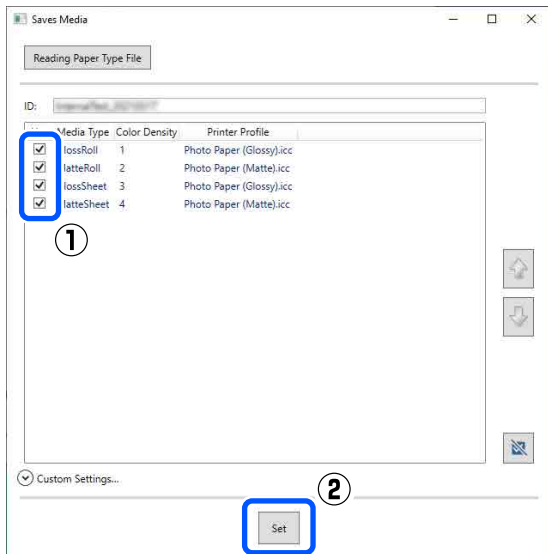 Saves Media
Reading Paper Type File
ID:
Media Type Color Density Printer Profile
lossRoll 1 Photo Paper (Glossy).icc
latteRoll 2 Photo Paper (Matte).icc
lossSheet 3 Photo Paper (Glossy).icc
latteSheet 4 Photo Paper (Matte).icc
①
Custom Settings...
②
Set